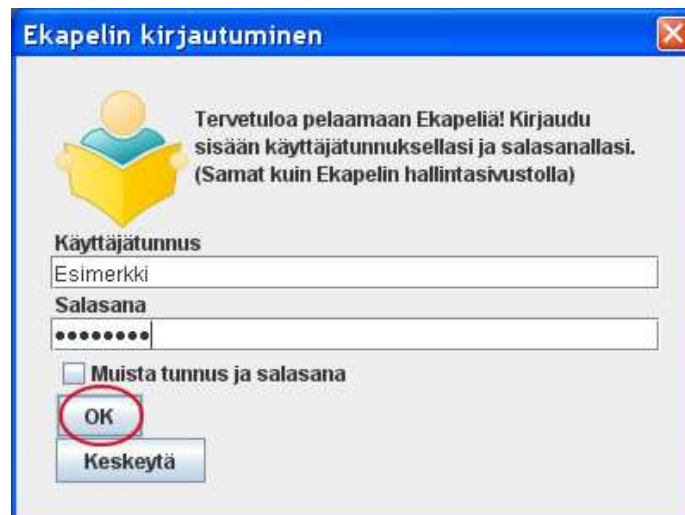 Ekapelin kirjautuminen
Tervetuloa pelaamaan Ekapeliä! Kirjaudu
sisään käyttäjätunnuksellasi ja salasanallasi.
(Samat kuin Ekapelin hallintasivustolla)
Käyttäjätunnus
Esimerkki
Salasana
••••••••
Muista tunnus ja salasana
OK
Keskeytä